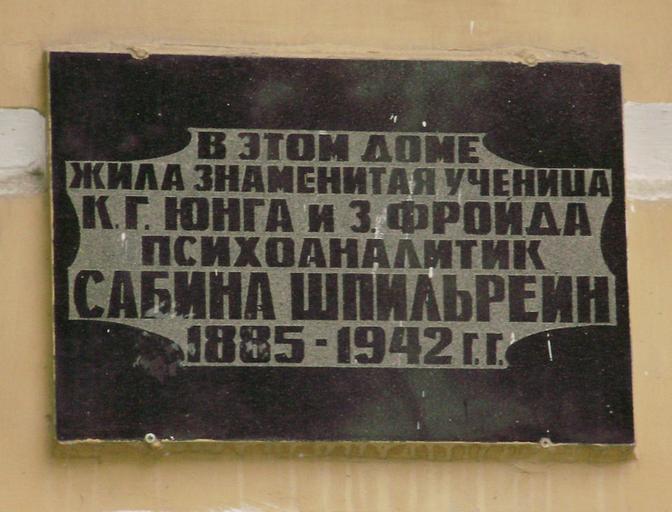 В ЭТОМ ДОМЕ
ЖИЛА ЗНАМЕНИТАЯ УЧЕНИЦА
К.Г. ЮНГА И З.ФРОЙДА
ПСИХОАНАЛИТИК
САБИНА ШПИЛЬРЕЙН
1885-1942 Г.Г.